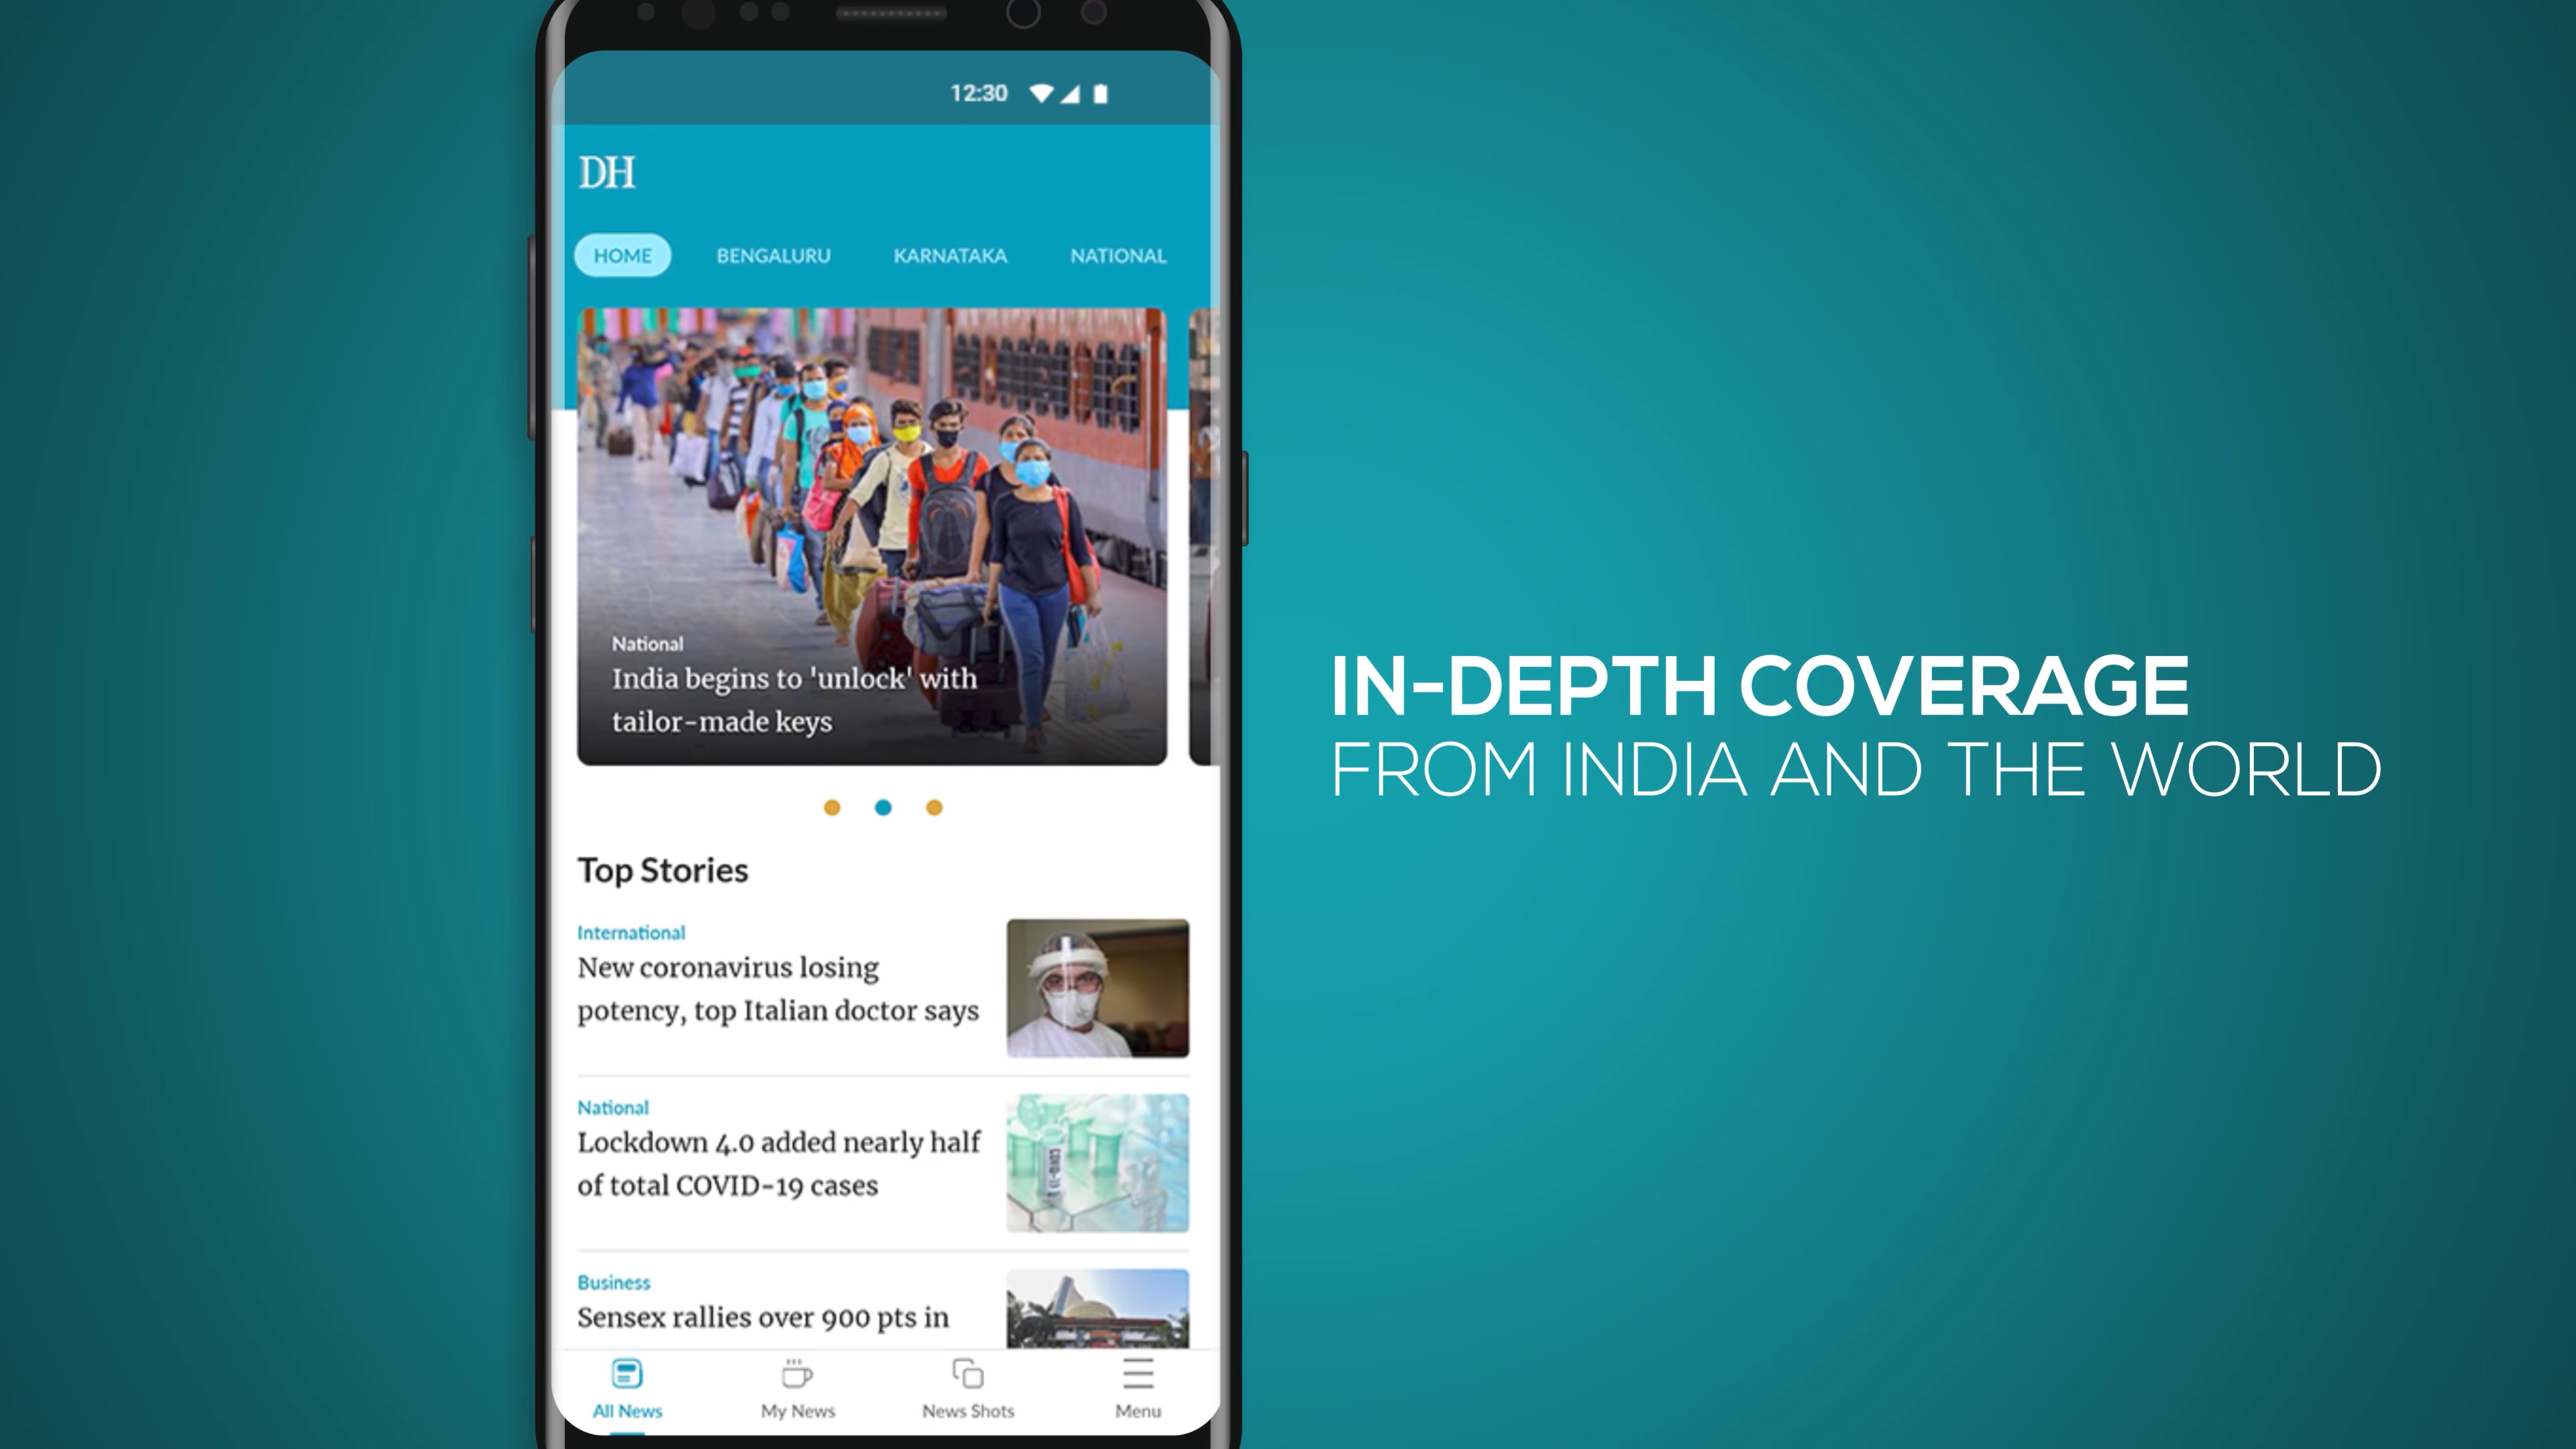 12:30
DH
HOME BENGALURU KARNATAKA NATIONAL
National
India begins to 'unlock' with
tailor-made keys
Top Stories
International
New coronavirus losing
potency, top Italian doctor says
National
Lockdown 4.0 added nearly half
of total COVID-19 cases
COVID-19
Business
Sensex rallies over 900 pts in
All News My News News Shots Menu
IN-DEPTH COVERAGE
FROM INDIA AND THE WORLD